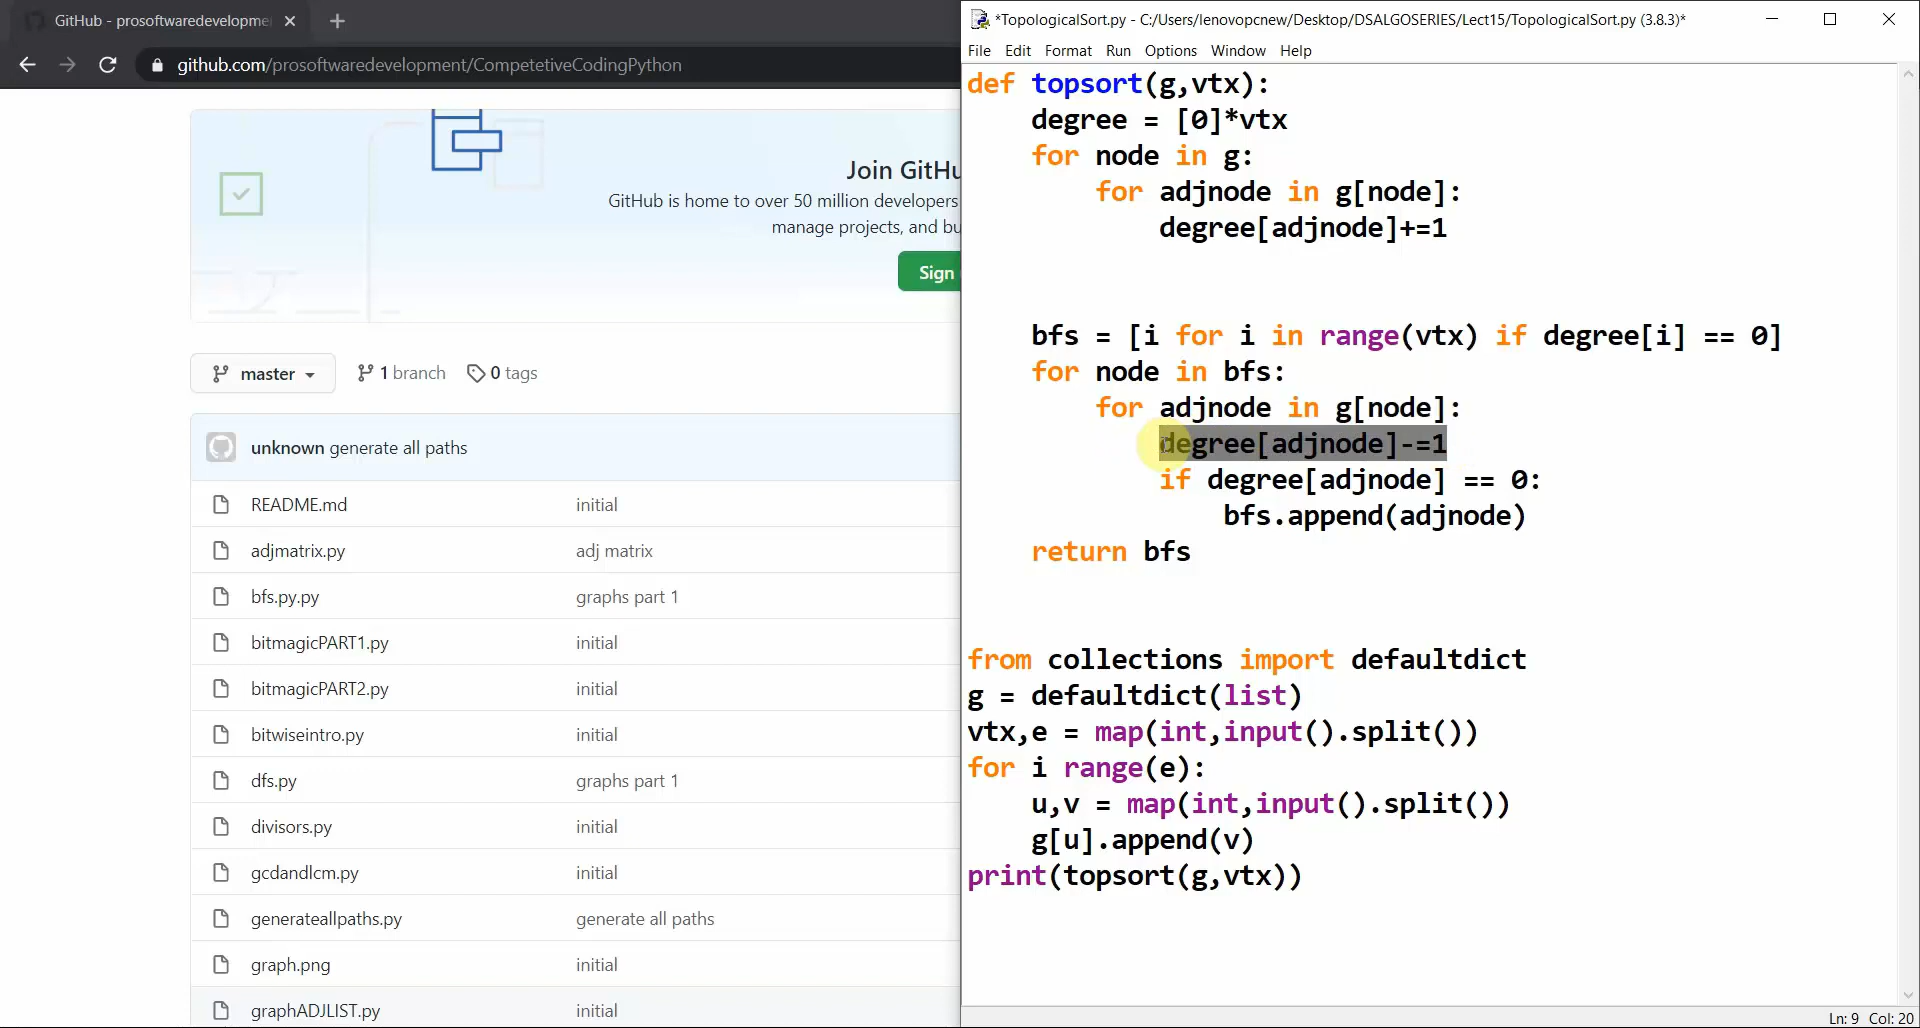 GitHub - prosoftwaredevelopme
github.com/prosoftwaredevelopment/CompetetiveCodingPython
Join GitHu
GitHub is home to over 50 million developers
manage projects, and bu
Sign
master
1 branch
0 tags
unknown generate all paths
README.md initial
adjmatrix.py adj matrix
bfs.py.py graphs part 1
bitmagicPART1.py initial
bitmagicPART2.py initial
bitwiseintro.py initial
dfs.py graphs part 1
divisors.py initial
gcdandlcm.py initial
generateallpaths.py generate all paths
graph.png initial
graphADJLIST.py initial
*TopologicalSort.py - C:/Users/lenovopcnew/Desktop/DSALGOSERIES/Lect15/TopologicalSort.py (3.8.3)*
File Edit Format Run Options Window Help
def topsort(g,vtx):
    degree = [0]*vtx
    for node in g:
        for adjnode in g[node]:
            degree[adjnode]+=1
    bfs = [i for i in range(vtx) if degree[i] == 0]
    for node in bfs:
        for adjnode in g[node]:
            degree[adjnode]-=1
            if degree[adjnode] == 0:
                bfs.append(adjnode)
    return bfs
from collections import defaultdict
g = defaultdict(list)
vtx,e = map(int,input().split())
for i range(e):
    u,v = map(int,input().split())
    g[u].append(v)
print(topsort(g,vtx))
Ln: 9 Col: 20